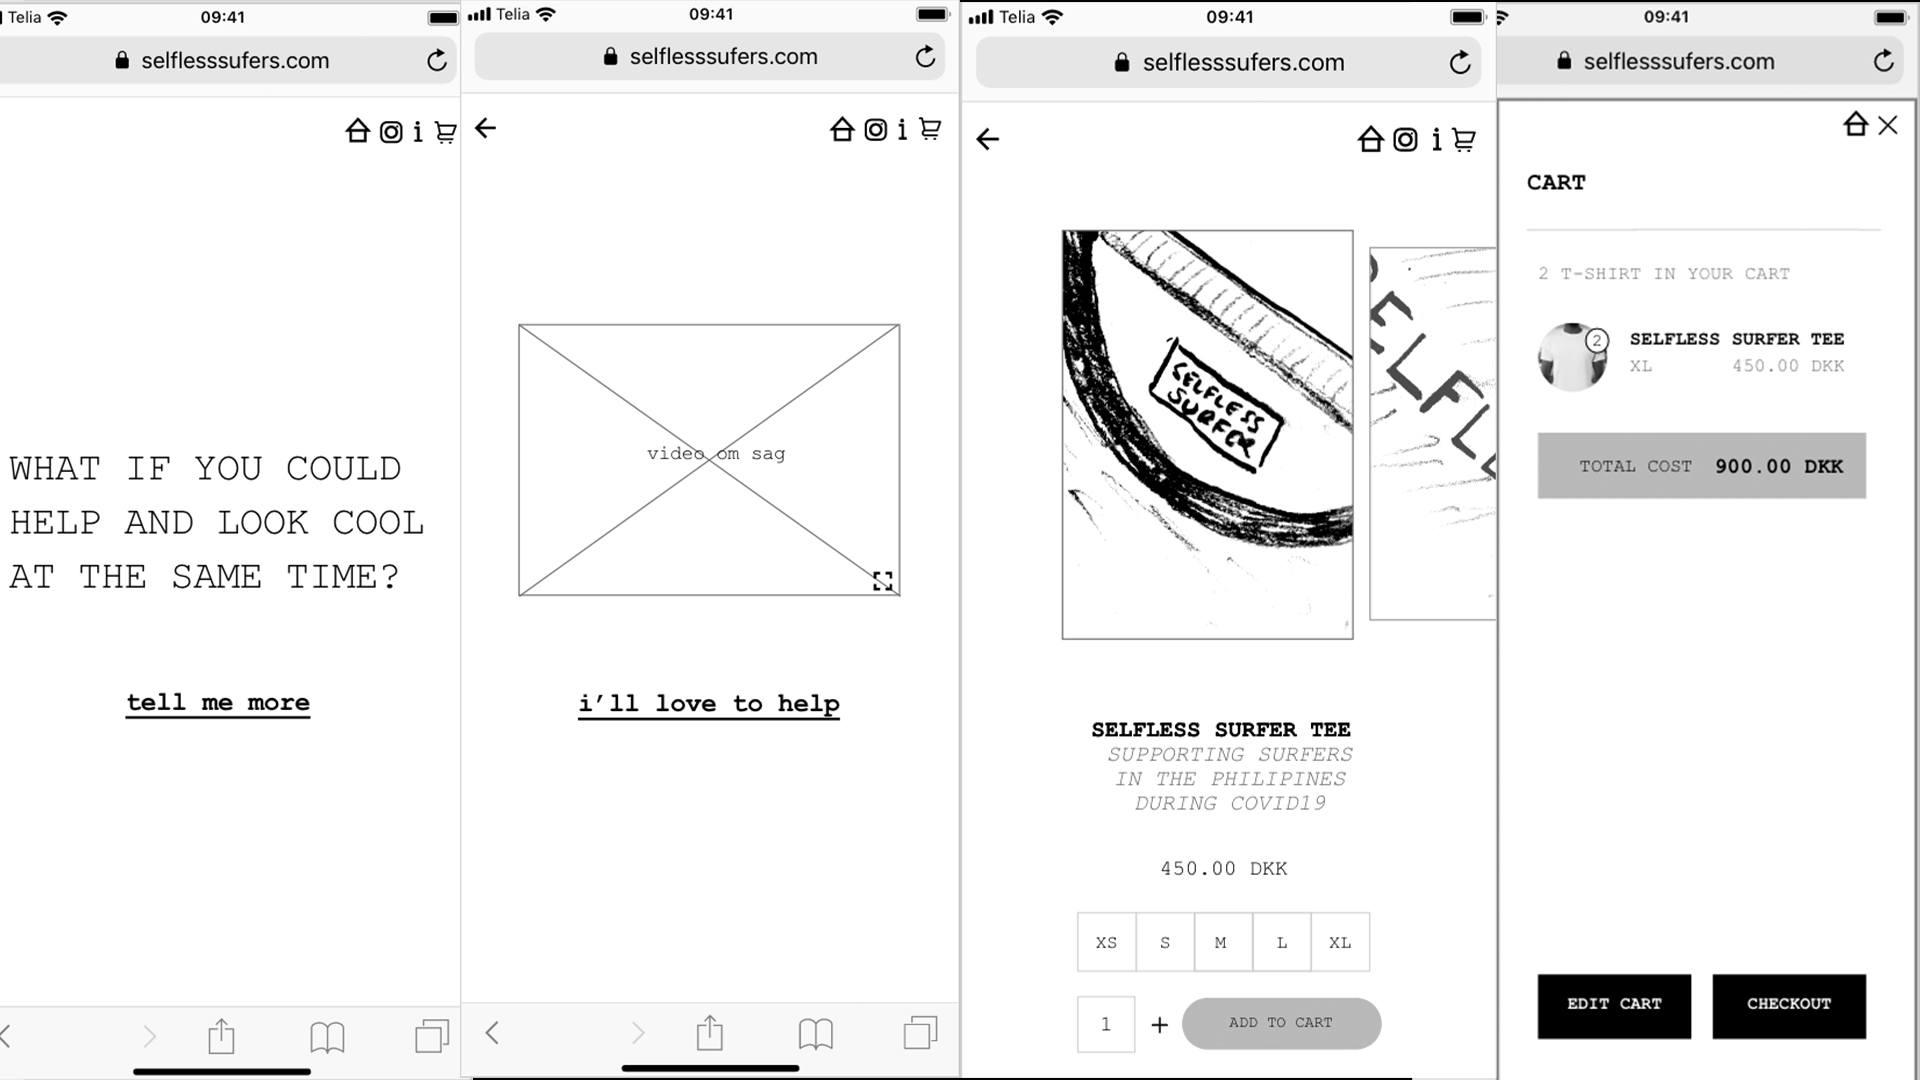 Telia 09:41
selflesssufers.com
WHAT IF YOU COULD
HELP AND LOOK COOL
AT THE SAME TIME?
tell me more
Telia 09:41
selflesssufers.com
video om sag
i'll love to help
Telia 09:41
selflesssufers.com
SELFLESS
SURFER
SELFL
SELFLESS SURFER TEE
SUPPORTING SURFERS
IN THE PHILIPINES
DURING COVID19
450.00 DKK
XS S M L XL
1 + ADD TO CART
09:41
selflesssufers.com
CART
2 T-SHIRT IN YOUR CART
2
SELFLESS SURFER TEE
XL 450.00 DKK
TOTAL COST 900.00 DKK
EDIT CART CHECKOUT